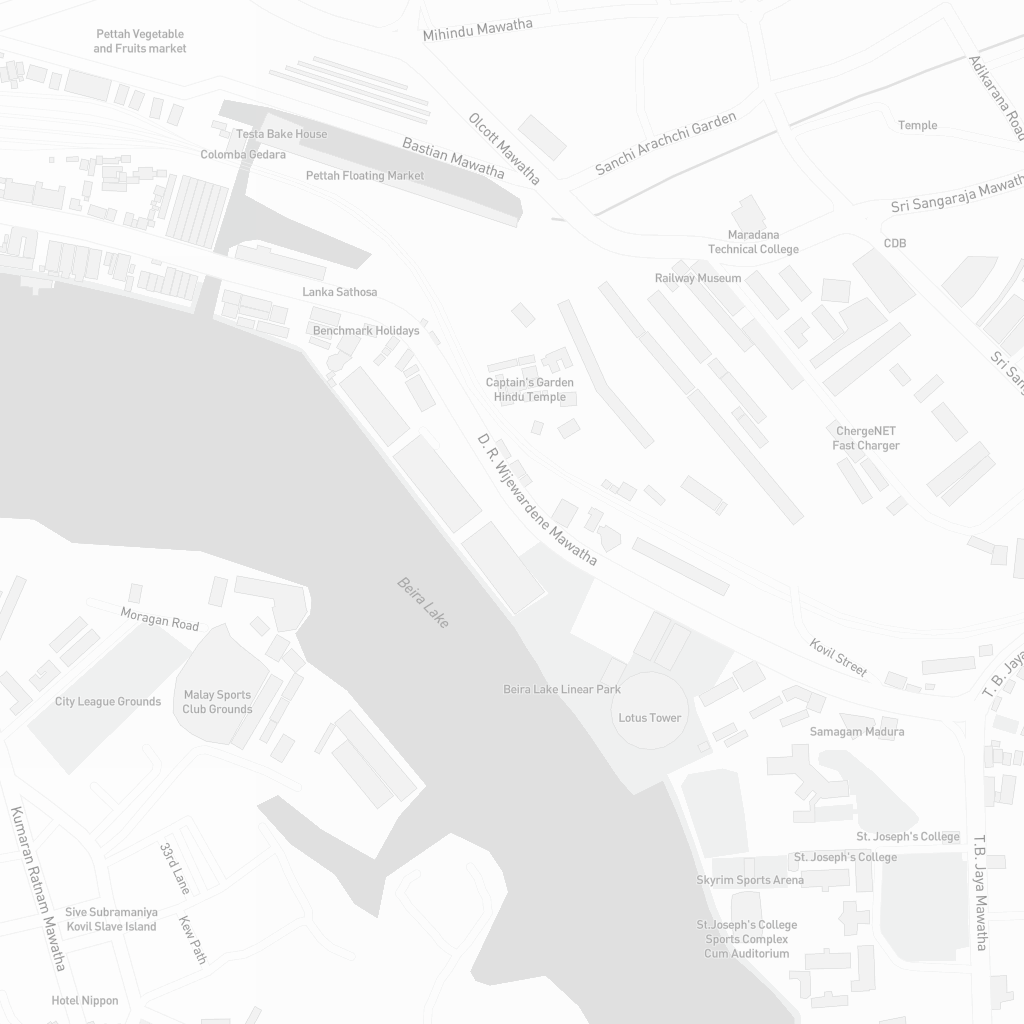 Pettah Vegetable
and Fruits market
Mihindu Mawatha
Adikarana Road
Olcott Mawatha
Sanchi Arachchi Garden
Temple
Testa Bake House
Colomba Gedara
Bastian Mawatha
Pettah Floating Market
Sri Sangaraja Mawath
Maradana
Technical College
CDB
Railway Museum
Lanka Sathosa
Benchmark Holidays
Sri Sang
Captain's Garden
Hindu Temple
ChergeNET
Fast Charger
D. R. Wijewardene Mawatha
Beira Lake
Moragan Road
Kovil Street
T. B. Jaya
City League Grounds
Malay Sports
Club Grounds
Beira Lake Linear Park
Lotus Tower
Samagam Madura
Kumaran Ratnam Mawatha
33rd Lane
St. Joseph's College
St. Joseph's College
T.B. Jaya Mawatha
Skyrim Sports Arena
Sive Subramaniya
Kovil Slave Island
Kew Path
St.Joseph's College
Sports Complex
Cum Auditorium
Hotel Nippon